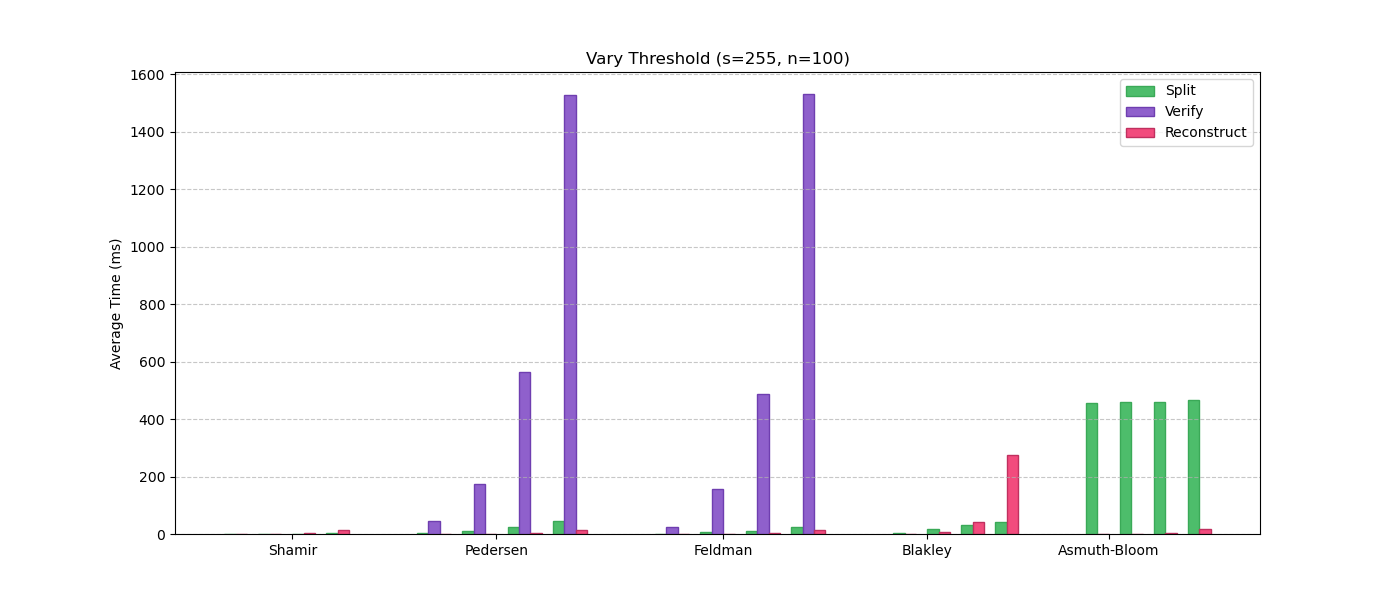 Vary Threshold (s=255, n=100)
1600
1400
1200
1000
800
600
400
200
0
Average Time (ms)
Split
Verify
Reconstruct
Shamir
Pedersen
Feldman
Blakley
Asmuth-Bloom